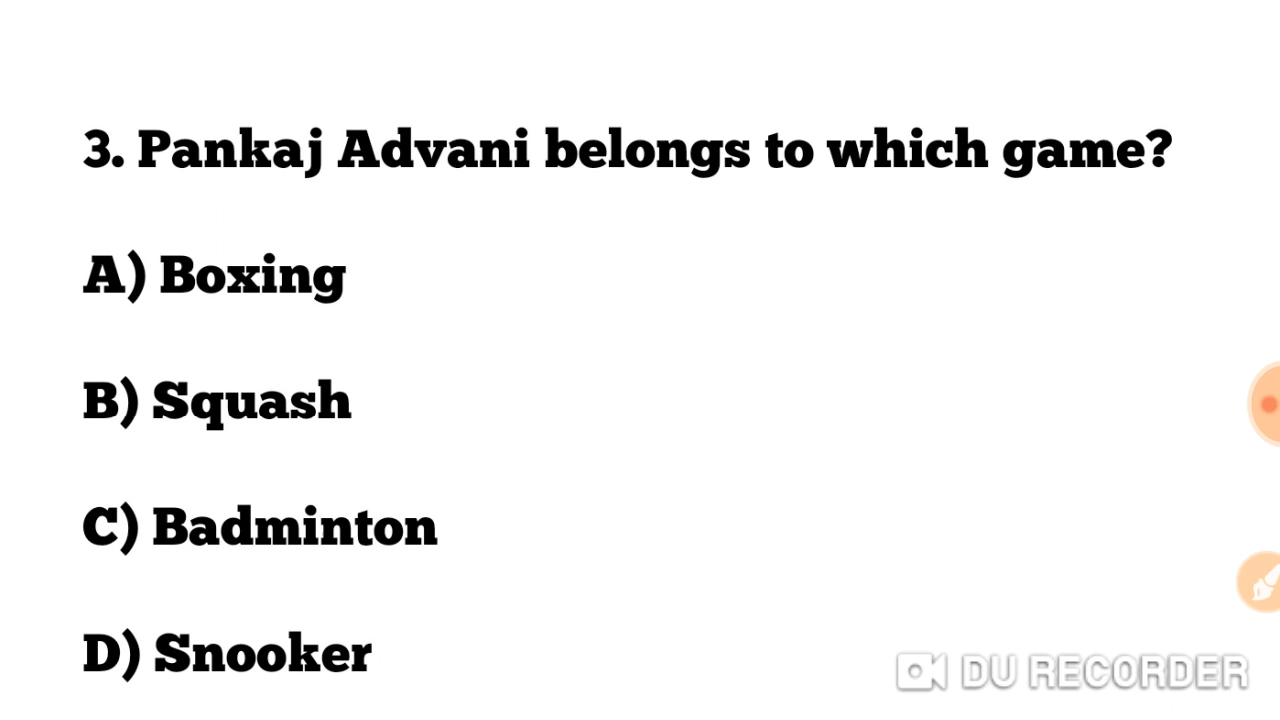 3. Pankaj Advani belongs to which game?
A) Boxing
B) Squash
C) Badminton
D) Snooker
DU RECORDER